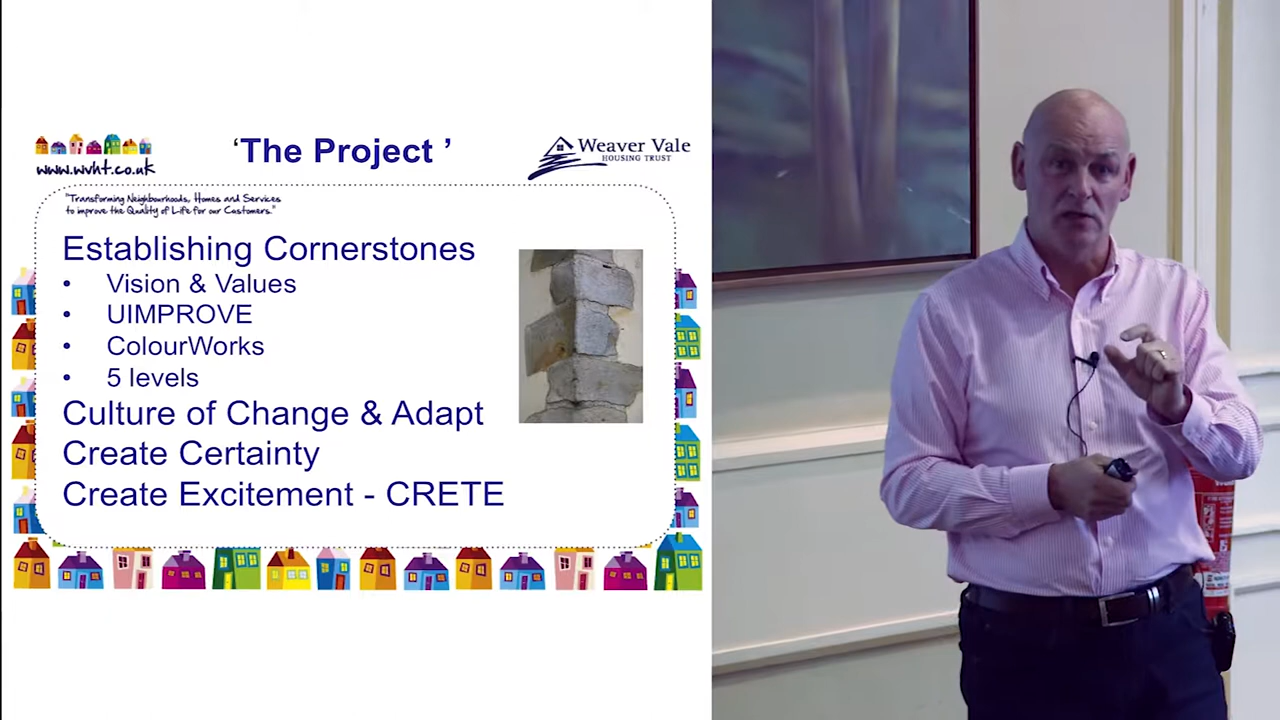 'The Project '
www.wvht.co.uk
Weaver Vale
HOUSING TRUST
"Transforming Neighbourhoods, Homes and Services
to improve the Quality of Life for our Customers."
Establishing Cornerstones
• Vision & Values
• UIMPROVE
• ColourWorks
• 5 levels
Culture of Change & Adapt
Create Certainty
Create Excitement - CRETE